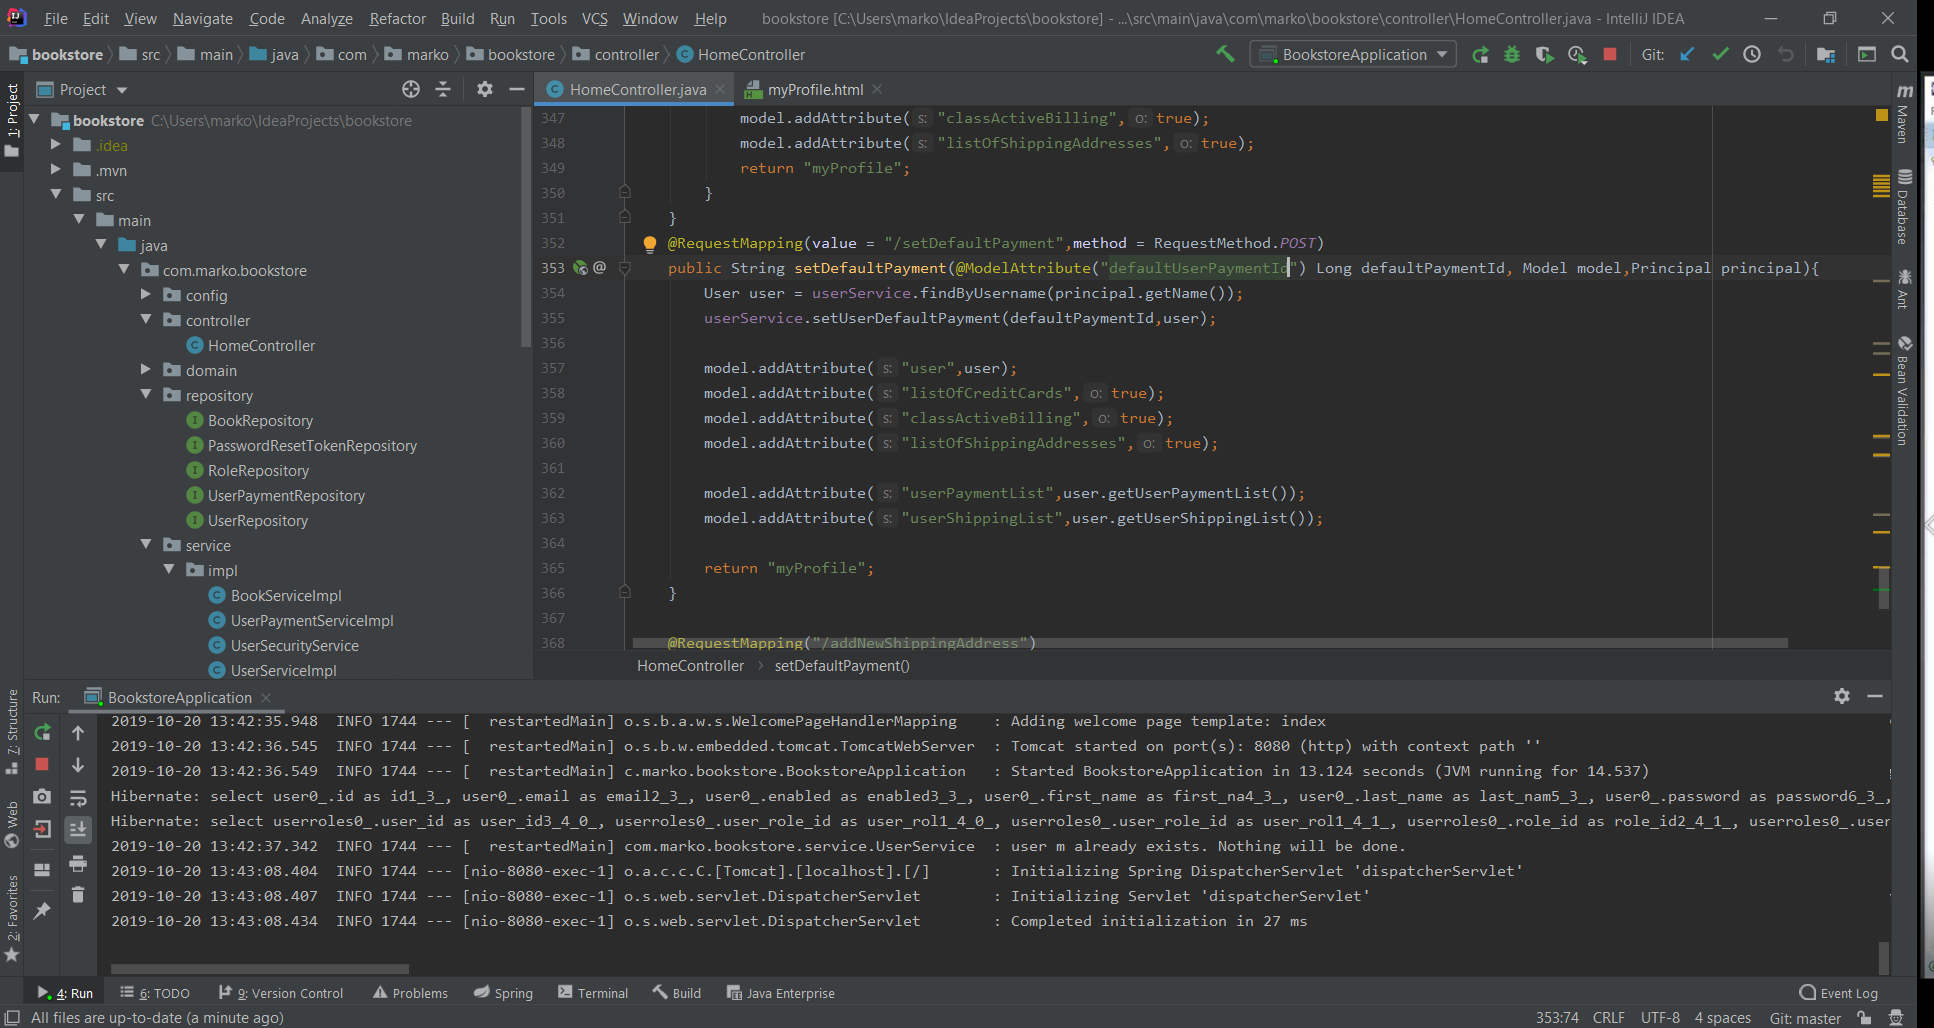 File Edit View Navigate Code Analyze Refactor Build Run Tools VCS Window Help bookstore [C:\Users\marko\IdeaProjects\bookstore] - ...\src\main\java\com\marko\bookstore\controller\HomeController.java - IntelliJ IDEA
bookstore src main java com marko bookstore controller HomeController BookstoreApplication Git:
Project
HomeController.java myProfile.html
1: Project
7: Structure
Web
2: Favorites
bookstore C:\Users\marko\IdeaProjects\bookstore
.idea
.mvn
src
main
java
com.marko.bookstore
config
controller
HomeController
domain
repository
BookRepository
PasswordResetTokenRepository
RoleRepository
UserPaymentRepository
UserRepository
service
impl
BookServiceImpl
UserPaymentServiceImpl
UserSecurityService
UserServiceImpl
347 model.addAttribute( s: "classActiveBilling", o: true);
348 model.addAttribute( s: "listOfShippingAddresses", o: true);
349 return "myProfile";
350 }
351 }
352 @RequestMapping(value = "/setDefaultPayment",method = RequestMethod.POST)
353 @ public String setDefaultPayment(@ModelAttribute("defaultUserPaymentId") Long defaultPaymentId, Model model,Principal principal){
354 User user = userService.findByUsername(principal.getName());
355 userService.setUserDefaultPayment(defaultPaymentId,user);
356
357 model.addAttribute( s: "user",user);
358 model.addAttribute( s: "listOfCreditCards", o: true);
359 model.addAttribute( s: "classActiveBilling", o: true);
360 model.addAttribute( s: "listOfShippingAddresses", o: true);
361
362 model.addAttribute( s: "userPaymentList",user.getUserPaymentList());
363 model.addAttribute( s: "userShippingList",user.getUserShippingList());
364
365 return "myProfile";
366 }
367
368 @RequestMapping("/addNewShippingAddress")
HomeController setDefaultPayment()
m Maven
Database
Ant
Bean Validation
Run: BookstoreApplication
2019-10-20 13:42:35.948 INFO 1744 --- [ restartedMain] o.s.b.a.w.s.WelcomePageHandlerMapping : Adding welcome page template: index
2019-10-20 13:42:36.545 INFO 1744 --- [ restartedMain] o.s.b.w.embedded.tomcat.TomcatWebServer : Tomcat started on port(s): 8080 (http) with context path ''
2019-10-20 13:42:36.549 INFO 1744 --- [ restartedMain] c.marko.bookstore.BookstoreApplication : Started BookstoreApplication in 13.124 seconds (JVM running for 14.537)
Hibernate: select user0_.id as id1_3_, user0_.email as email2_3_, user0_.enabled as enabled3_3_, user0_.first_name as first_na4_3_, user0_.last_name as last_nam5_3_, user0_.password as password6_3_,
Hibernate: select userroles0_.user_id as user_id3_4_0_, userroles0_.user_role_id as user_rol1_4_0_, userroles0_.user_role_id as user_rol1_4_1_, userroles0_.role_id as role_id2_4_1_, userroles0_.user
2019-10-20 13:42:37.342 INFO 1744 --- [ restartedMain] com.marko.bookstore.service.UserService : user m already exists. Nothing will be done.
2019-10-20 13:43:08.404 INFO 1744 --- [nio-8080-exec-1] o.a.c.c.C.[Tomcat].[localhost].[/] : Initializing Spring DispatcherServlet 'dispatcherServlet'
2019-10-20 13:43:08.407 INFO 1744 --- [nio-8080-exec-1] o.s.web.servlet.DispatcherServlet : Initializing Servlet 'dispatcherServlet'
2019-10-20 13:43:08.434 INFO 1744 --- [nio-8080-exec-1] o.s.web.servlet.DispatcherServlet : Completed initialization in 27 ms
4: Run 6: TODO 9: Version Control Problems Spring Terminal Build Java Enterprise Event Log
All files are up-to-date (a minute ago) 353:74 CRLF UTF-8 4 spaces Git: master